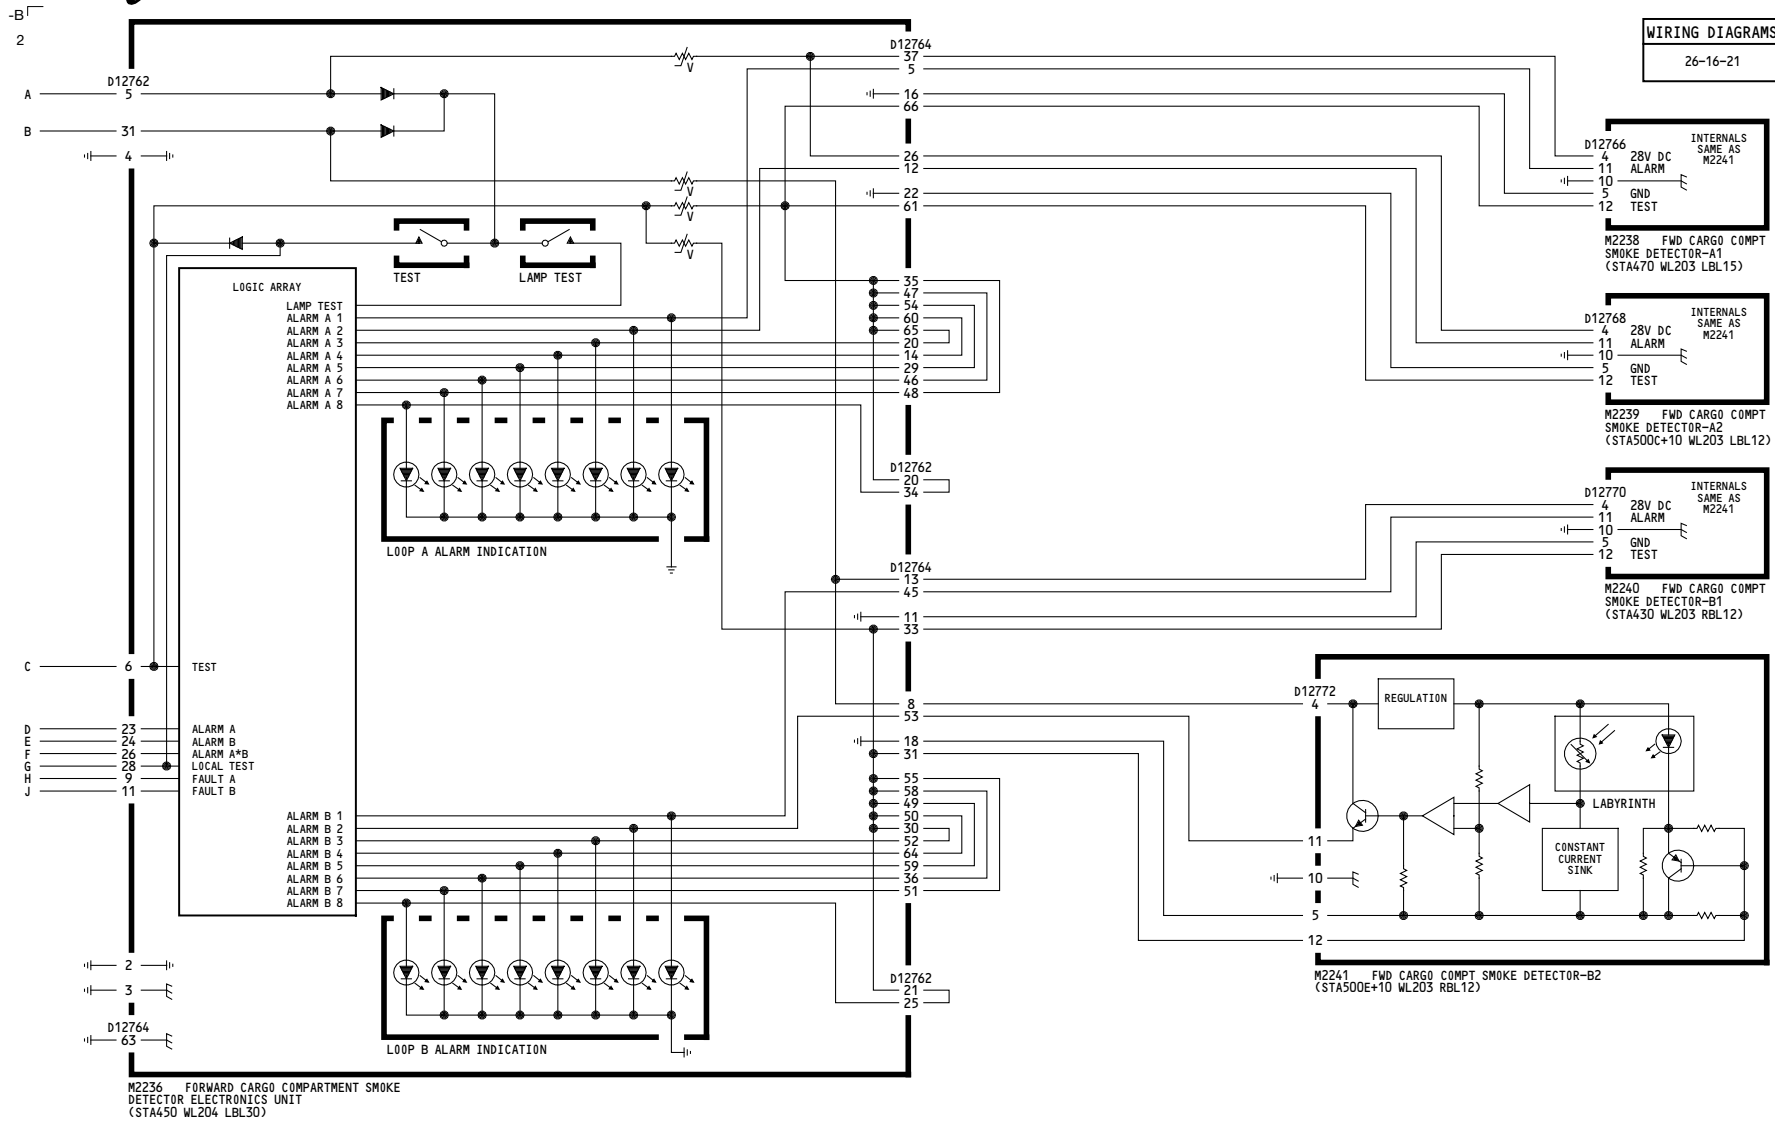 -B
2
WIRING DIAGRAMS
26-16-21
D12762
A 5
B 31
4
V
V
V
V
TEST
LAMP TEST
LOGIC ARRAY
LAMP TEST
ALARM A 1
ALARM A 2
ALARM A 3
ALARM A 4
ALARM A 5
ALARM A 6
ALARM A 7
ALARM A 8
LOOP A ALARM INDICATION
C 6 TEST
D 23 ALARM A
E 24 ALARM B
F 26 ALARM A*B
G 28 LOCAL TEST
H 9 FAULT A
J 11 FAULT B
ALARM B 1
ALARM B 2
ALARM B 3
ALARM B 4
ALARM B 5
ALARM B 6
ALARM B 7
ALARM B 8
LOOP B ALARM INDICATION
2
3
D12764
63
M2236 FORWARD CARGO COMPARTMENT SMOKE
DETECTOR ELECTRONICS UNIT
(STA450 WL204 LBL30)
D12764
37
5
16
66
26
12
22
61
35
47
54
60
65
20
14
29
46
48
D12762
20
34
D12764
13
45
11
33
8
53
18
31
55
58
49
50
30
52
64
59
36
51
D12762
21
25
D12766
INTERNALS
SAME AS
M2241
4 28V DC
11 ALARM
10
5 GND
12 TEST
M2238 FWD CARGO COMPT
SMOKE DETECTOR-A1
(STA470 WL203 LBL15)
D12768
INTERNALS
SAME AS
M2241
4 28V DC
11 ALARM
10
5 GND
12 TEST
M2239 FWD CARGO COMPT
SMOKE DETECTOR-A2
(STA500C+10 WL203 LBL12)
D12770
INTERNALS
SAME AS
M2241
4 28V DC
11 ALARM
10
5 GND
12 TEST
M2240 FWD CARGO COMPT
SMOKE DETECTOR-B1
(STA430 WL203 RBL12)
D12772
4
REGULATION
LABYRINTH
11
CONSTANT
CURRENT
SINK
10
5
12
M2241 FWD CARGO COMPT SMOKE DETECTOR-B2
(STA500E+10 WL203 RBL12)